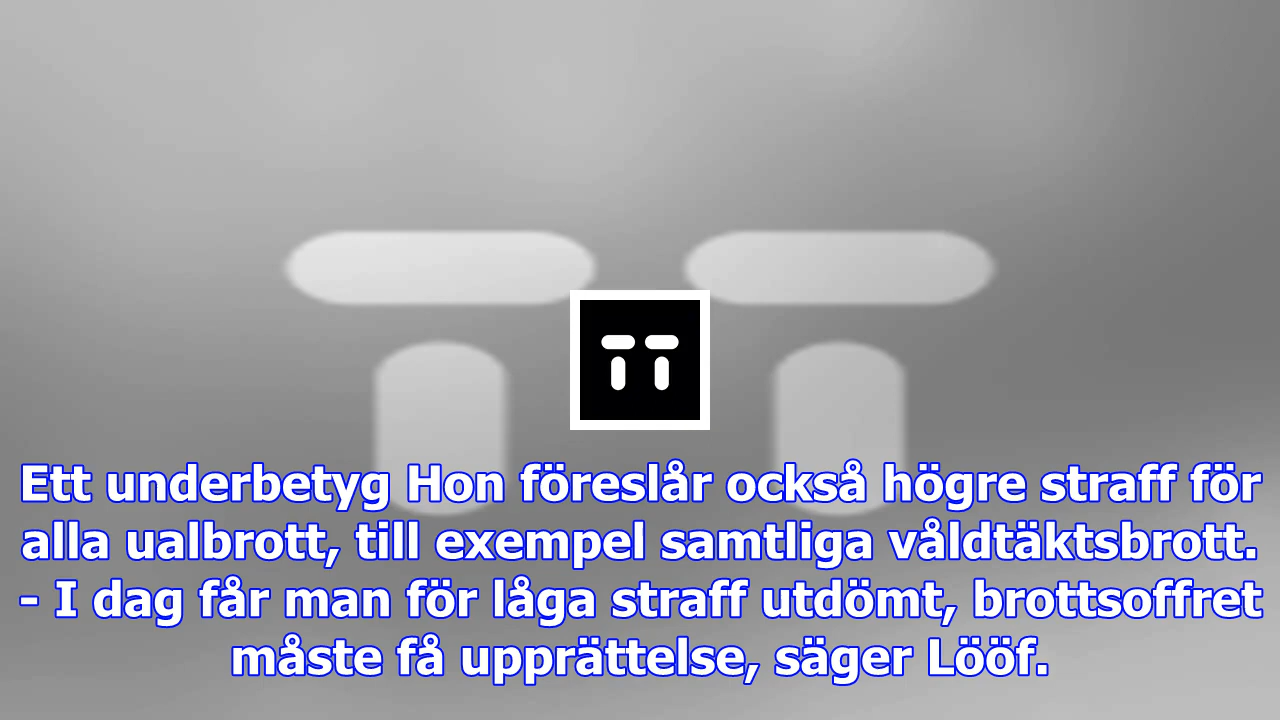 Ett underbetyg Hon föreslår också högre straff för
alla ualbrott, till exempel samtliga våldtäktsbrott.
- I dag får man för låga straff utdömt, brottsoffret
måste få upprättelse, säger Lööf.